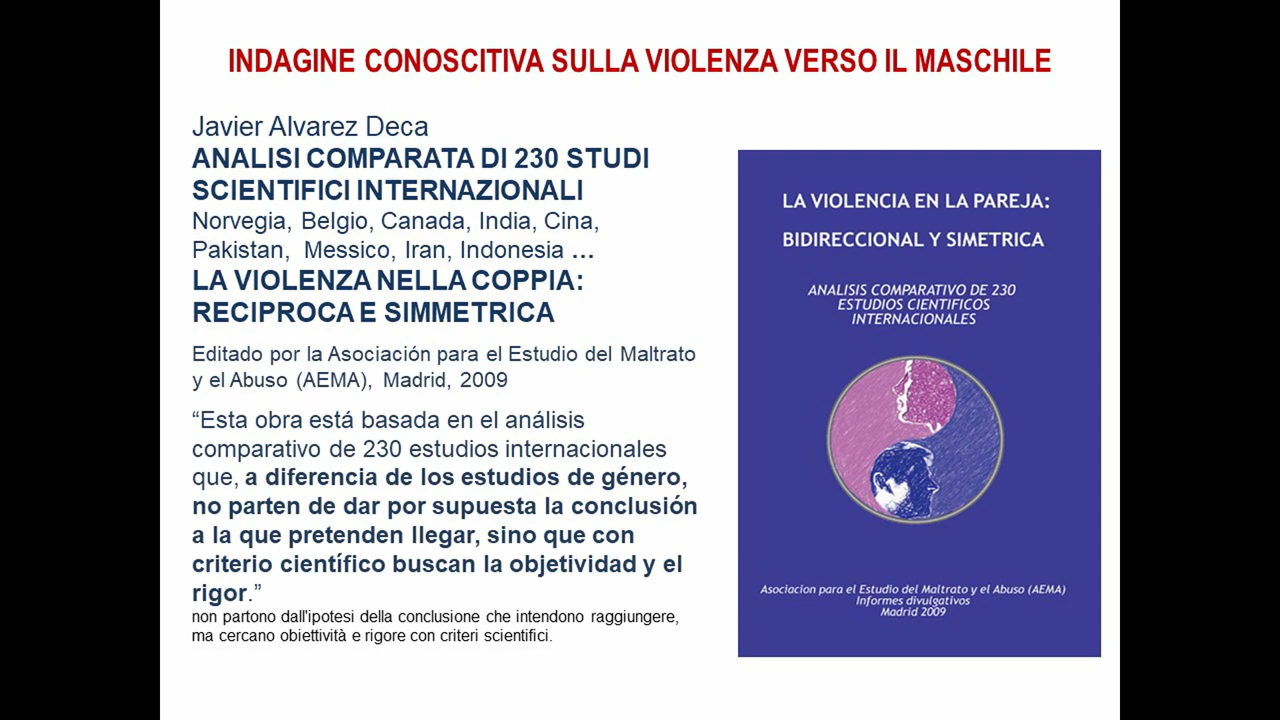 INDAGINE CONOSCITIVA SULLA VIOLENZA VERSO IL MASCHILE
Javier Alvarez Deca
ANALISI COMPARATA DI 230 STUDI
SCIENTIFICI INTERNAZIONALI
Norvegia, Belgio, Canada, India, Cina,
Pakistan, Messico, Iran, Indonesia ...
LA VIOLENZA NELLA COPPIA:
RECIPROCA E SIMMETRICA
Editado por la Asociación para el Estudio del Maltrato
y el Abuso (AEMA), Madrid, 2009
“Esta obra está basada en el análisis
comparativo de 230 estudios internacionales
que, a diferencia de los estudios de género,
no parten de dar por supuesta la conclusión
a la que pretenden llegar, sino que con
criterio científico buscan la objetividad y el
rigor.”
non partono dall'ipotesi della conclusione che intendono raggiungere,
ma cercano obiettività e rigore con criteri scientifici.
LA VIOLENCIA EN LA PAREJA:
BIDIRECCIONAL Y SIMETRICA
ANALISIS COMPARATIVO DE 230
ESTUDIOS CIENTIFICOS
INTERNACIONALES
Asociacion para el Estudio del Maltrato y el Abuso (AEMA)
Informes divulgativos
Madrid 2009